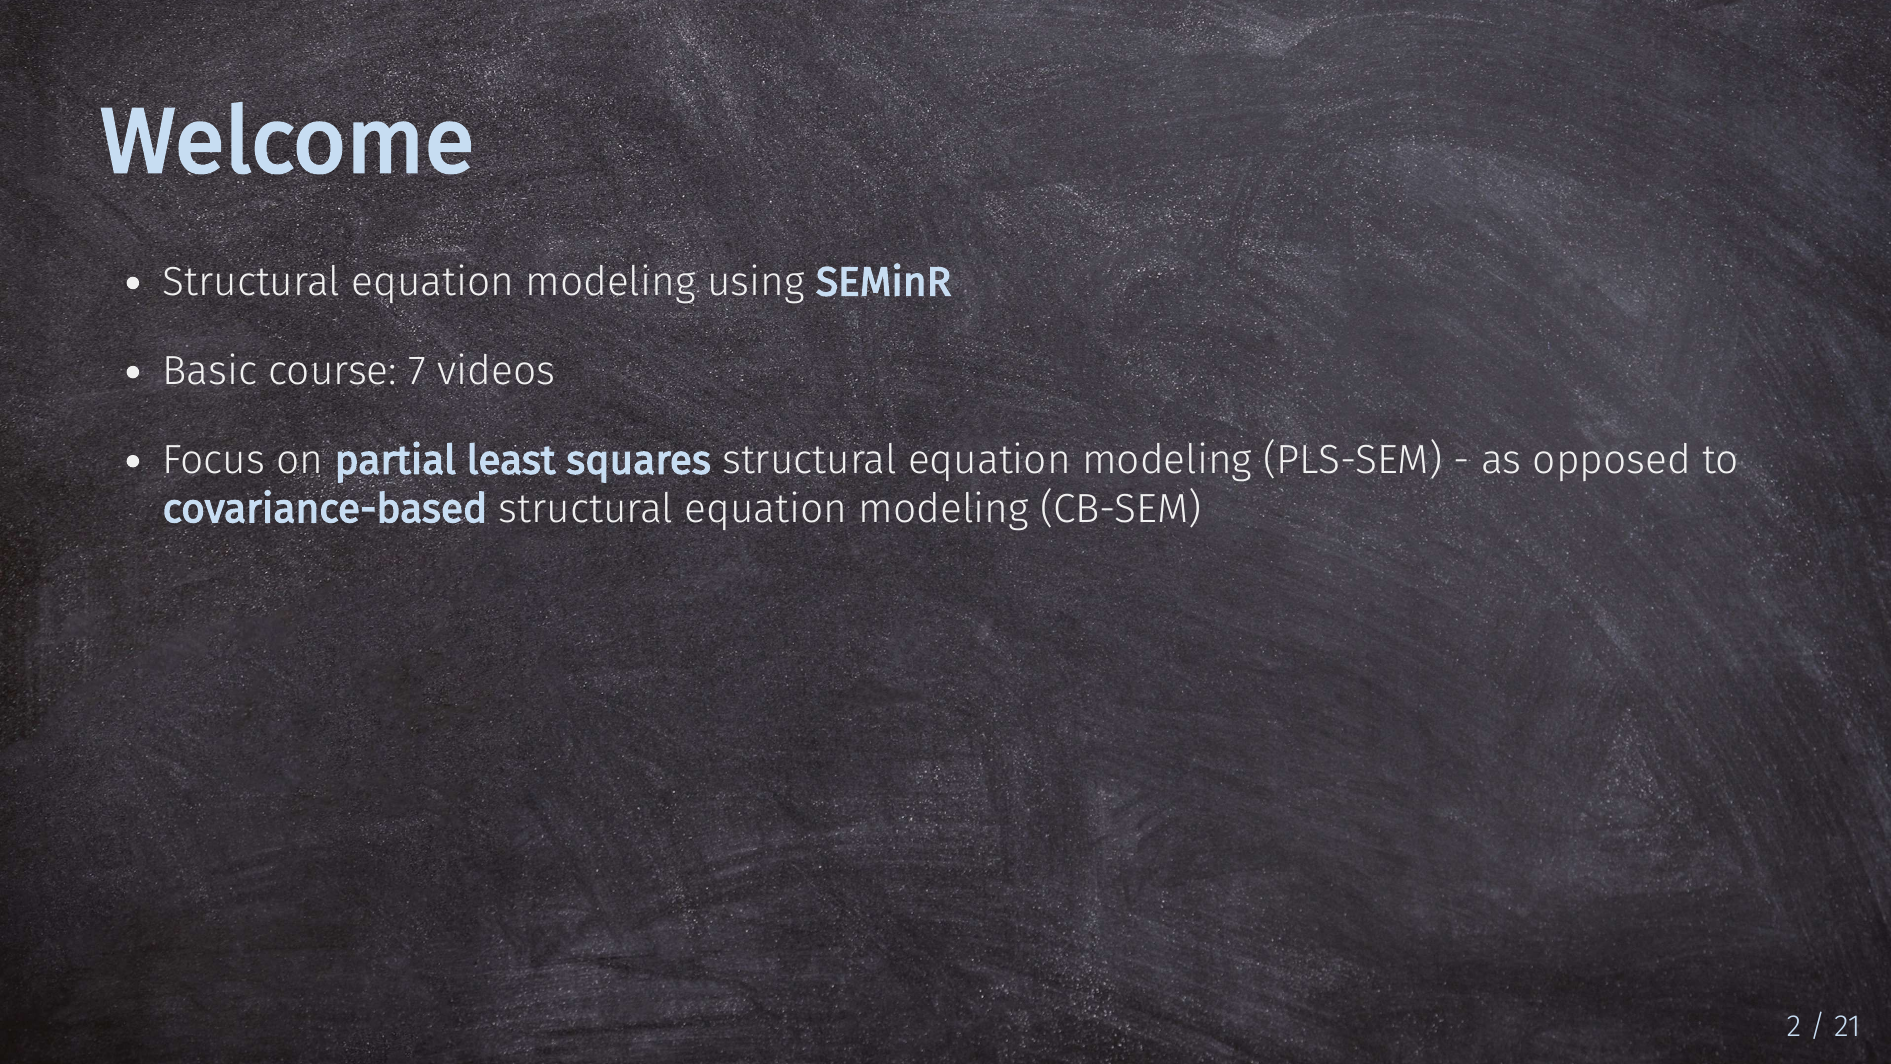 Welcome
• Structural equation modeling using SEMinR
• Basic course: 7 videos
• Focus on partial least squares structural equation modeling (PLS-SEM) - as opposed to
covariance-based structural equation modeling (CB-SEM)
2 / 21